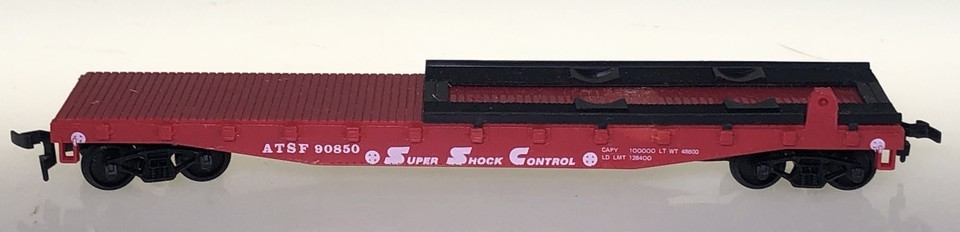 ATSF 90850
Super Shock Control
CAPY 100000 LT WT 48600
LD LMT 128400